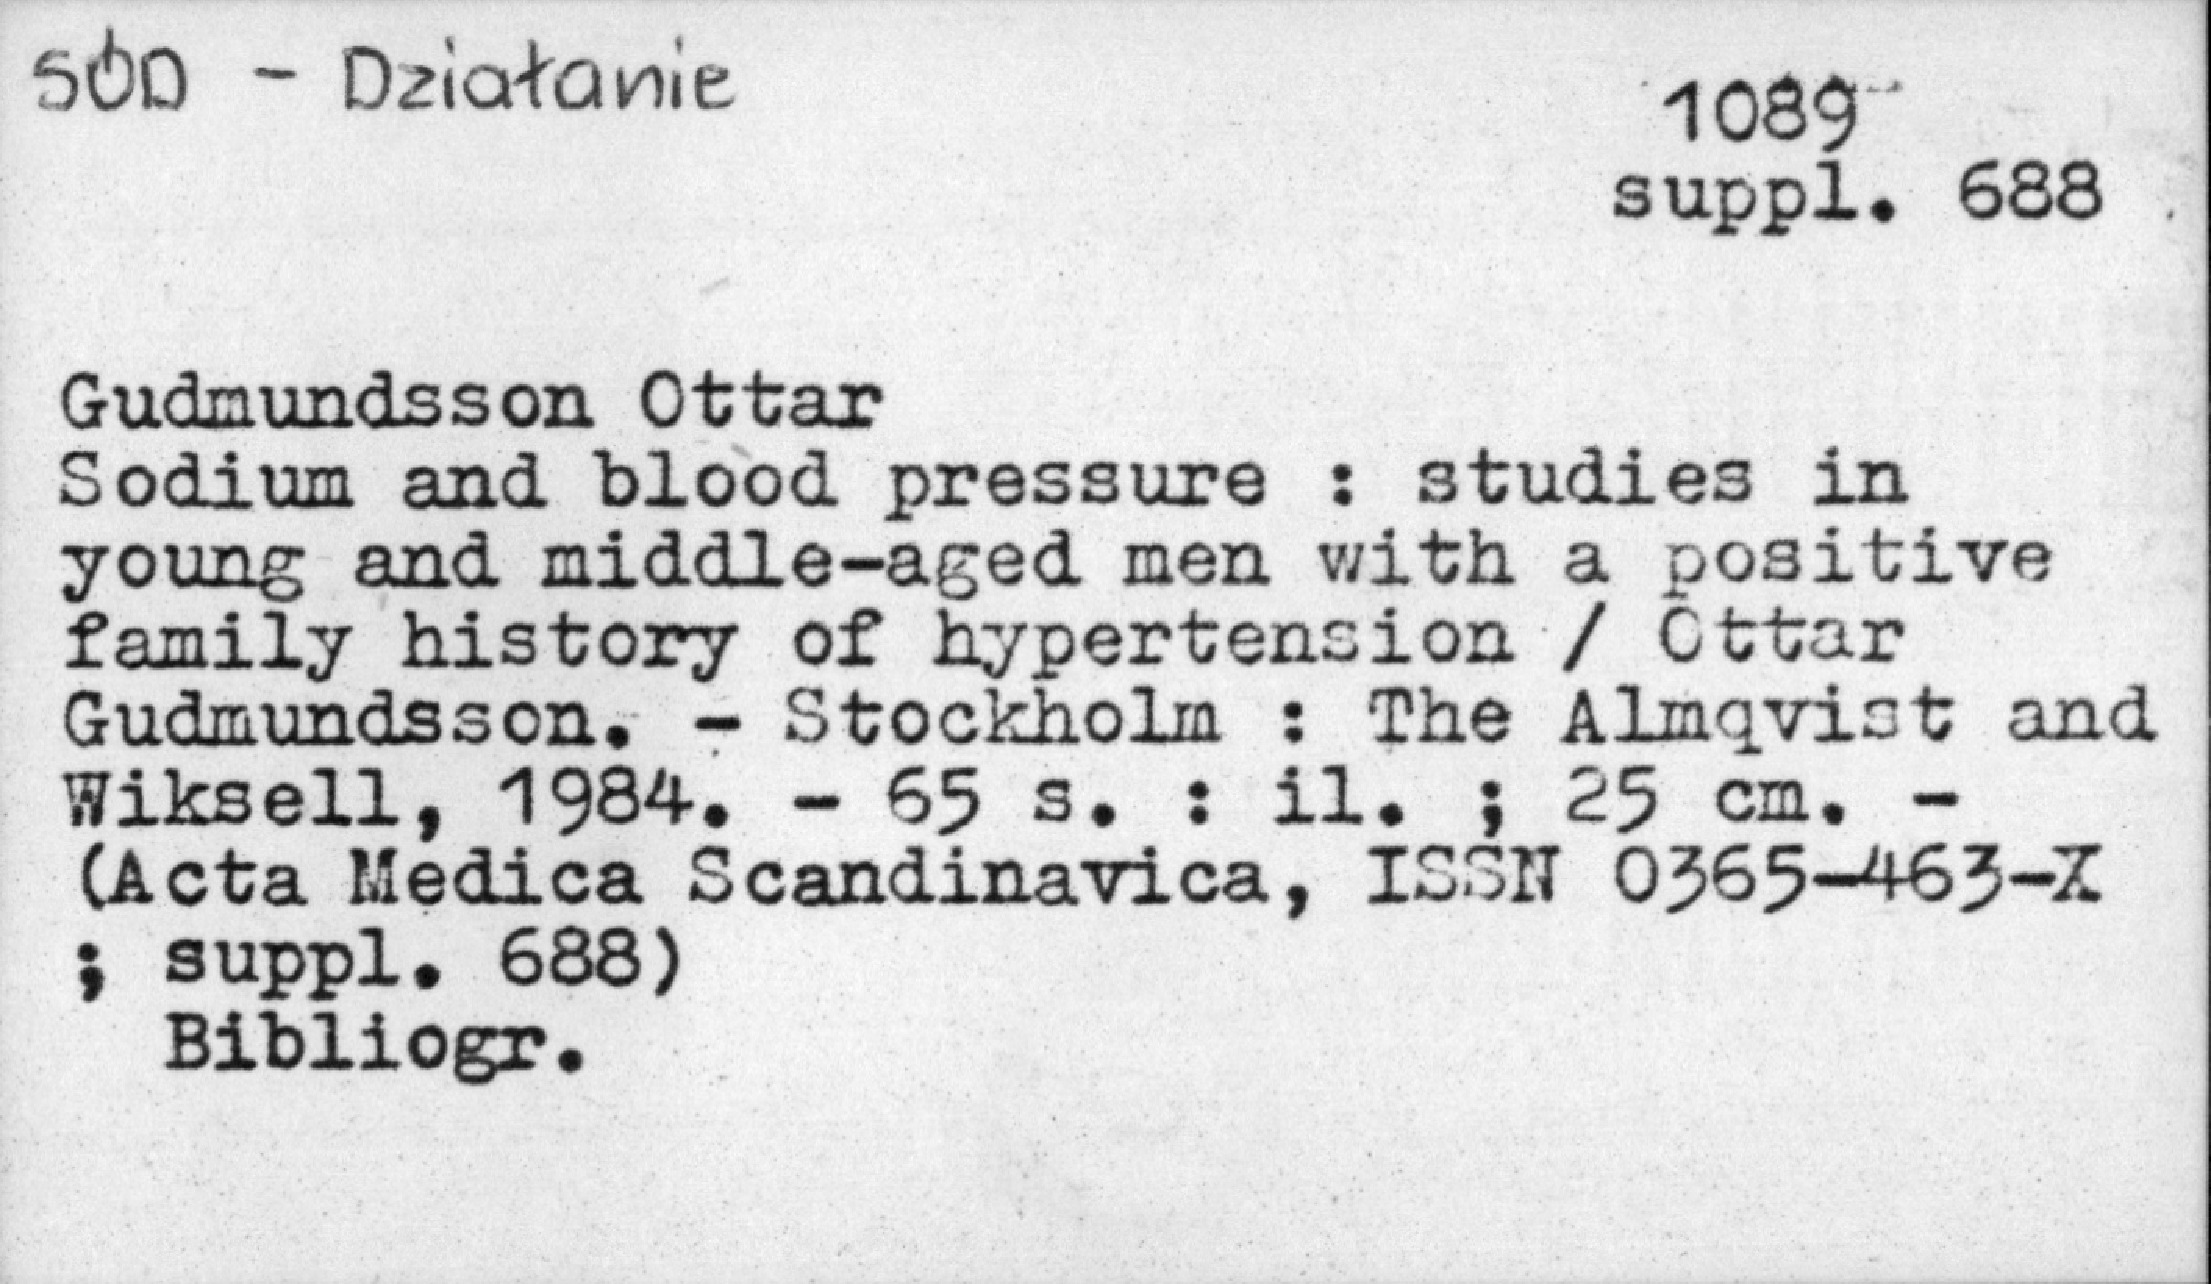 SÓD - Działanie
1089
suppl. 688
Gudmundsson Ottar
Sodium and blood pressure : studies in
young and middle-aged men with a positive
family history of hypertension / Ottar
Gudmundsson. - Stockholm : The Almqvist and
Wiksell, 1984. - 65 s. : il. ; 25 cm. -
(Acta Medica Scandinavica, ISSN 0365-463-X
; suppl. 688)
Bibliogr.